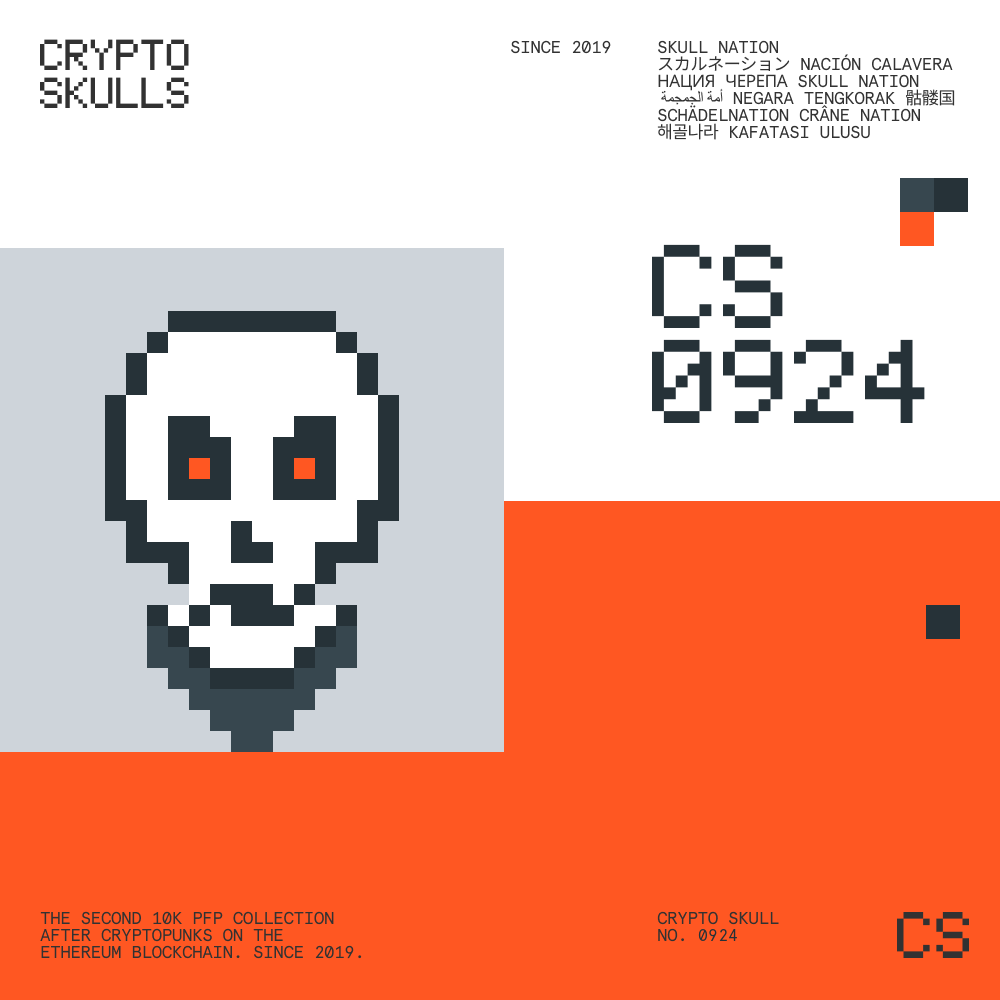 CRYPTO
SKULLS
SINCE 2019
SKULL NATION
スカルネーション NACIÓN CALAVERA
НАЦИЯ ЧЕРЕПА SKULL NATION
أمة الجمجمة NEGARA TENGKORAK 骷髅国
SCHÄDELNATION CRÂNE NATION
해골나라 KAFATASI ULUSU
CS
0924
THE SECOND 10K PFP COLLECTION
AFTER CRYPTOPUNKS ON THE
ETHEREUM BLOCKCHAIN. SINCE 2019.
CRYPTO SKULL
NO. 0924
CS